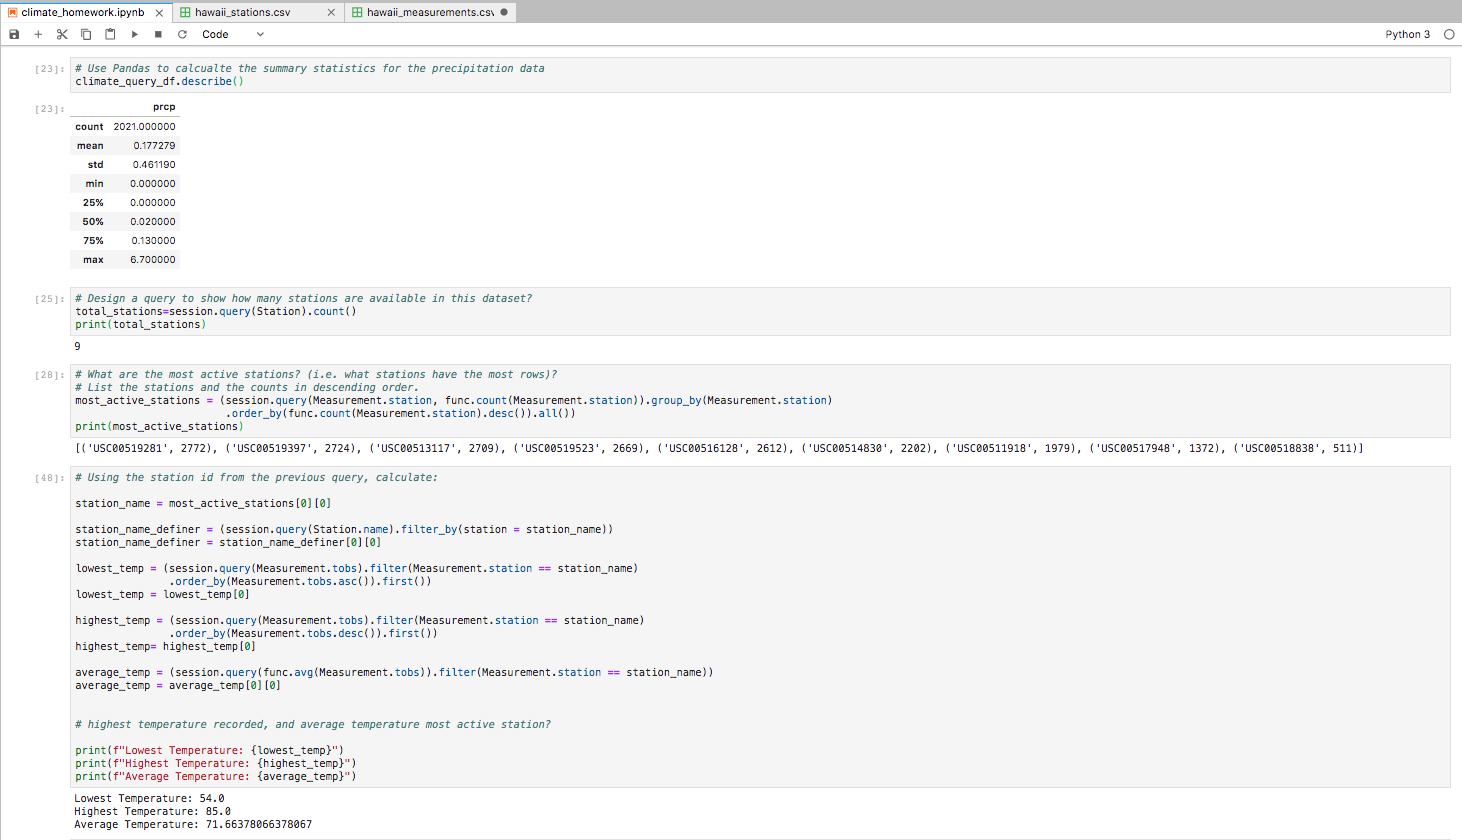 climate_homework.ipynb × hawaii_stations.csv × hawaii_measurements.csv
Code Python 3
[23]: # Use Pandas to calcualte the summary statistics for the precipitation data
climate_query_df.describe()
[23]: prcp
count 2021.000000
mean 0.177279
std 0.461190
min 0.000000
25% 0.000000
50% 0.020000
75% 0.130000
max 6.700000
[25]: # Design a query to show how many stations are available in this dataset?
total_stations=session.query(Station).count()
print(total_stations)
9
[28]: # What are the most active stations? (i.e. what stations have the most rows)?
# List the stations and the counts in descending order.
most_active_stations = (session.query(Measurement.station, func.count(Measurement.station)).group_by(Measurement.station)
.order_by(func.count(Measurement.station).desc()).all())
print(most_active_stations)
[('USC00519281', 2772), ('USC00519397', 2724), ('USC00513117', 2709), ('USC00519523', 2669), ('USC00516128', 2612), ('USC00514830', 2202), ('USC00511918', 1979), ('USC00517948', 1372), ('USC00518838', 511)]
[48]: # Using the station id from the previous query, calculate:
station_name = most_active_stations[0][0]
station_name_definer = (session.query(Station.name).filter_by(station = station_name))
station_name_definer = station_name_definer[0][0]
lowest_temp = (session.query(Measurement.tobs).filter(Measurement.station == station_name)
.order_by(Measurement.tobs.asc()).first())
lowest_temp = lowest_temp[0]
highest_temp = (session.query(Measurement.tobs).filter(Measurement.station == station_name)
.order_by(Measurement.tobs.desc()).first())
highest_temp= highest_temp[0]
average_temp = (session.query(func.avg(Measurement.tobs)).filter(Measurement.station == station_name))
average_temp = average_temp[0][0]
# highest temperature recorded, and average temperature most active station?
print(f"Lowest Temperature: {lowest_temp}")
print(f"Highest Temperature: {highest_temp}")
print(f"Average Temperature: {average_temp}")
Lowest Temperature: 54.0
Highest Temperature: 85.0
Average Temperature: 71.66378066378067